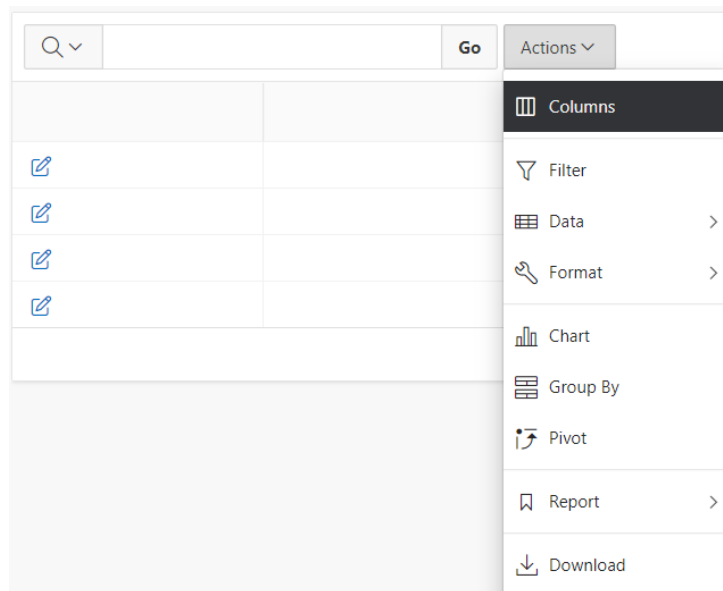 Go
Actions
Columns
Filter
Data
Format
Chart
Group By
Pivot
Report
Download